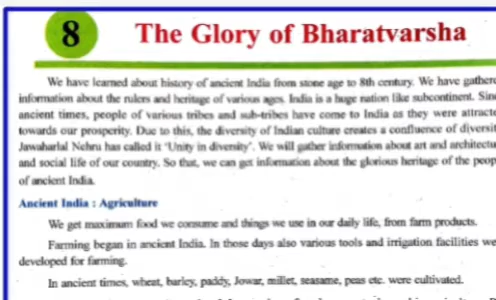 8 The Glory of Bharatvarsha
We have learned about history of ancient India from stone age to 8th century. We have gathere
information about the rulers and heritage of various ages. India is a huge nation like subcontinent. Sinc
ancient times, people of various tribes and sub-tribes have come to India as they were attracte
towards our prosperity. Due to this, the diversity of Indian culture creates a confluence of diversit
Jawaharlal Nehru has called it 'Unity in diversity'. We will gather information about art and architectu
and social life of our country. So that, we can get information about the glorious heritage of the peop
of ancient India.
Ancient India : Agriculture
We get maximum food we consume and things we use in our daily life, from farm products.
Farming began in ancient India. In those days also various tools and irrigation facilities we
developed for farming.
In ancient times, wheat, barley, paddy, Jowar, millet, seasame, peas etc. were cultivated.